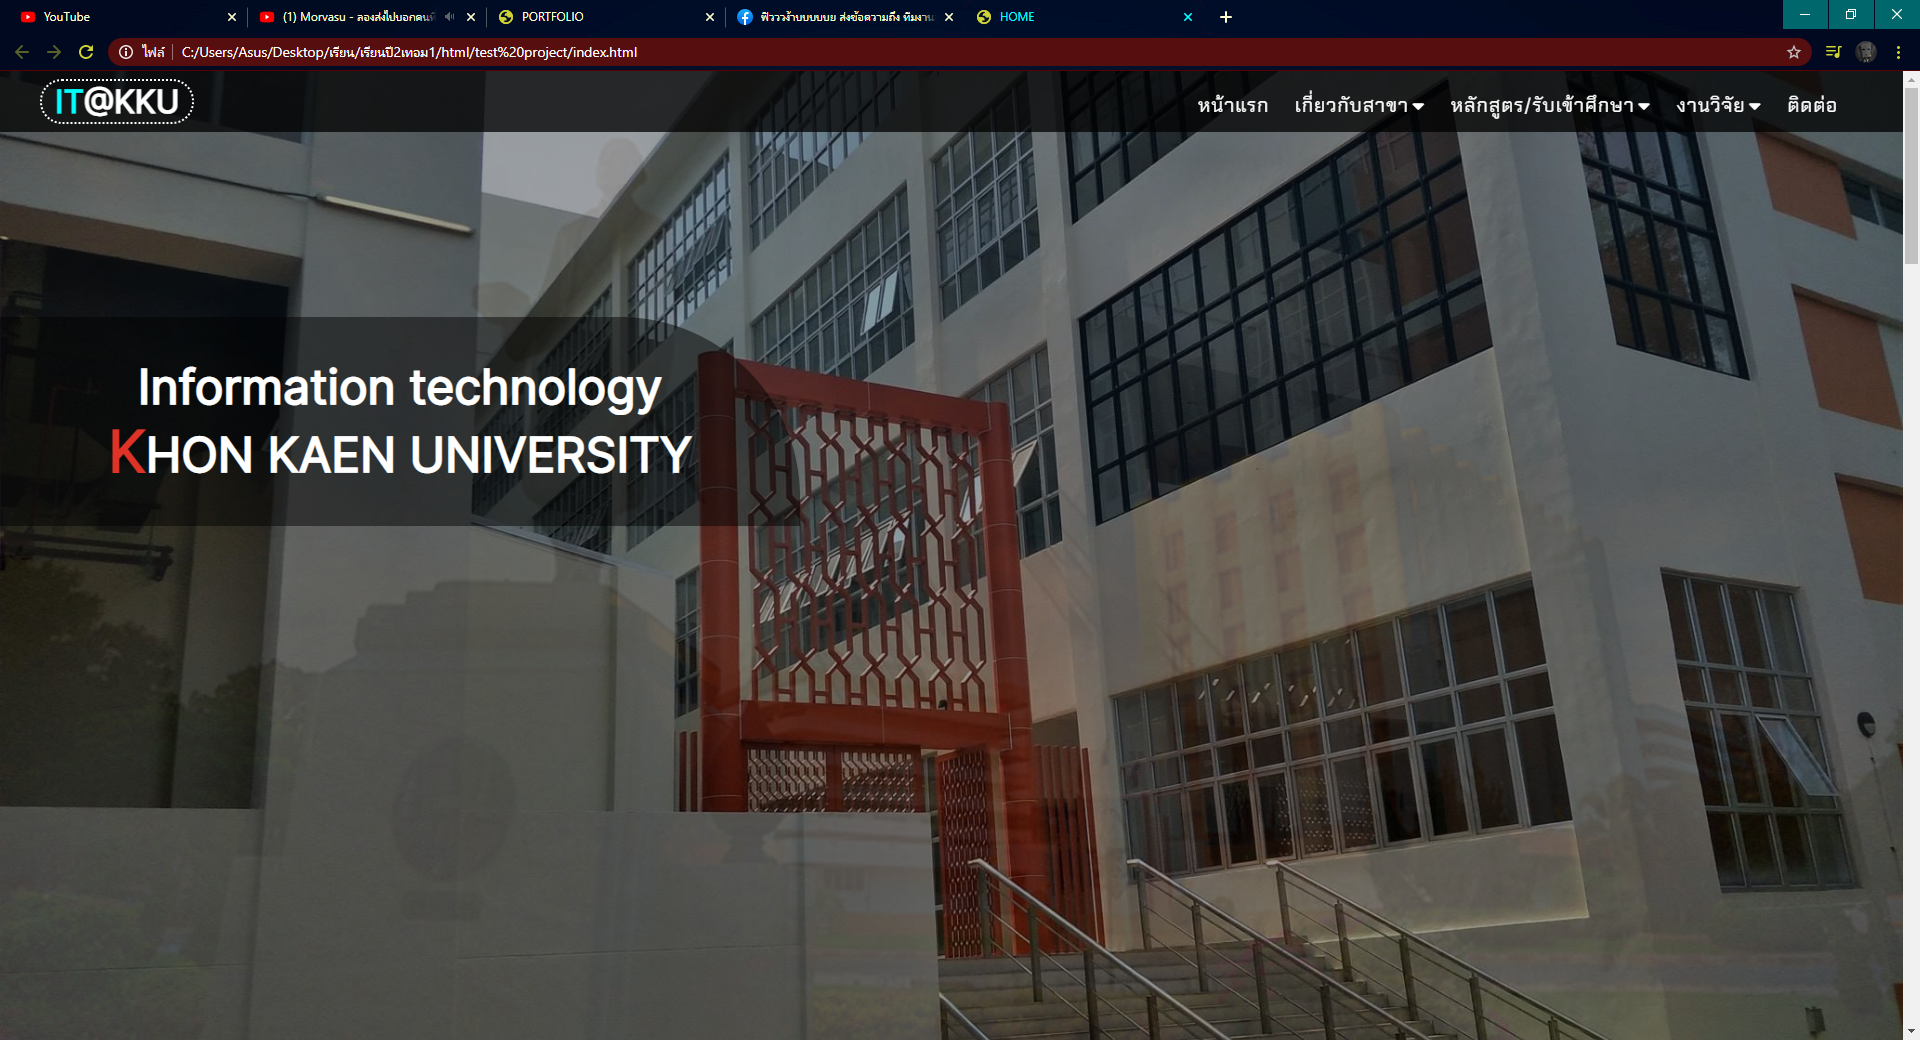 YouTube
(1) Morvasu - ลองส่งไปบอกคนที่
PORTFOLIO
ฟิวววง้าบบบบบย ส่งข้อความถึง ทีมงาน
HOME
ไฟล์
C:/Users/Asus/Desktop/เรียน/เรียนปี2เทอม1/html/test%20project/index.html
IT@KKU
หน้าแรก
เกี่ยวกับสาขา
หลักสูตร/รับเข้าศึกษา
งานวิจัย
ติดต่อ
Information technology
KHON KAEN UNIVERSITY